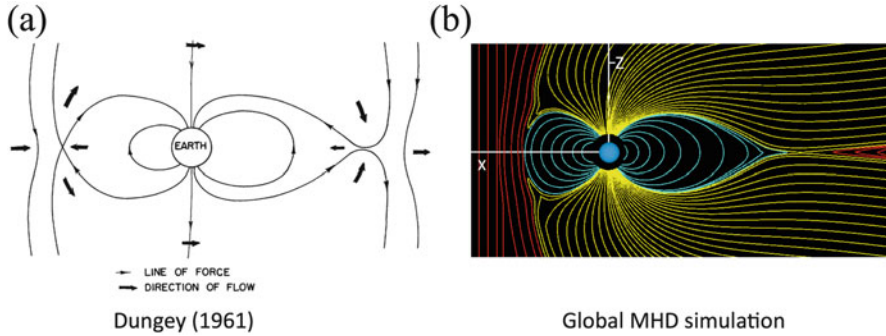 (a)
EARTH
LINE OF FORCE
DIRECTION OF FLOW
Dungey (1961)
(b)
Z
X
Global MHD simulation